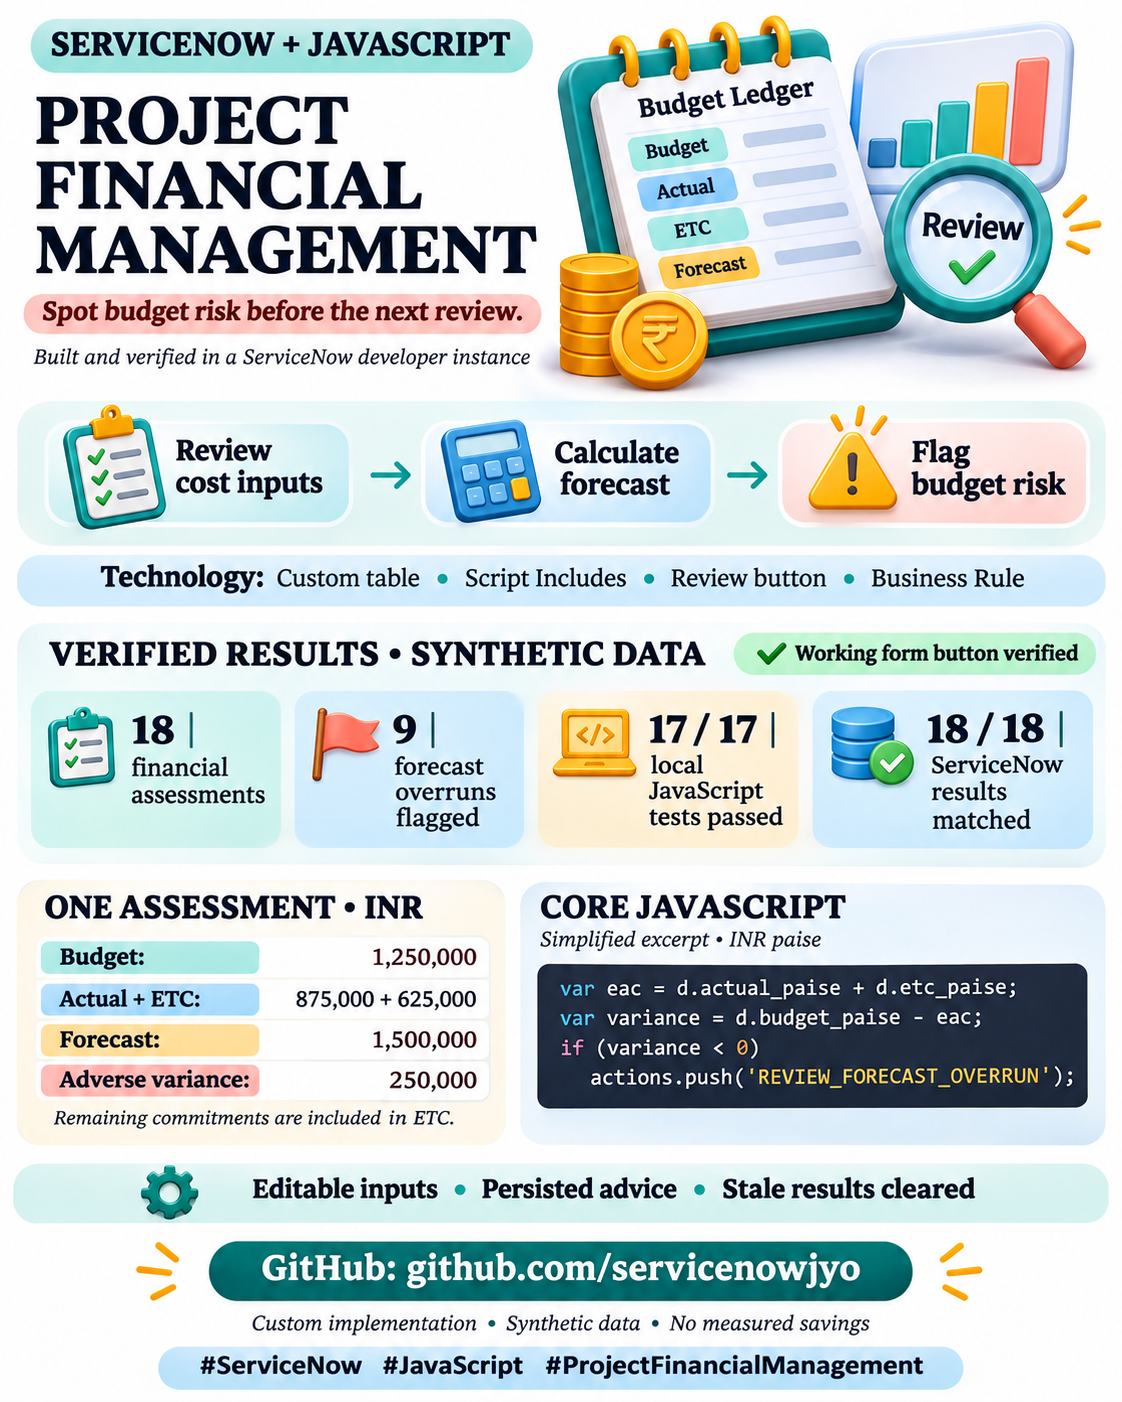 SERVICENOW + JAVASCRIPT
PROJECT
FINANCIAL
MANAGEMENT
Spot budget risk before the next review.
Built and verified in a ServiceNow developer instance
Budget Ledger
Budget
Actual
ETC
Forecast
Review
₹
Review
cost inputs
Calculate
forecast
Flag
budget risk
Technology: Custom table • Script Includes • Review button • Business Rule
VERIFIED RESULTS • SYNTHETIC DATA
Working form button verified
18 |
financial
assessments
9 |
forecast
overruns
flagged
</>
17 / 17 |
local
JavaScript
tests passed
18 / 18 |
ServiceNow
results
matched
ONE ASSESSMENT • INR
Budget: 1,250,000
Actual + ETC: 875,000 + 625,000
Forecast: 1,500,000
Adverse variance: 250,000
Remaining commitments are included in ETC.
CORE JAVASCRIPT
Simplified excerpt • INR paise
var eac = d.actual_paise + d.etc_paise;
var variance = d.budget_paise - eac;
if (variance < 0)
actions.push('REVIEW_FORECAST_OVERRUN');
Editable inputs • Persisted advice • Stale results cleared
GitHub: github.com/servicenowjyo
Custom implementation • Synthetic data • No measured savings
#ServiceNow #JavaScript #ProjectFinancialManagement